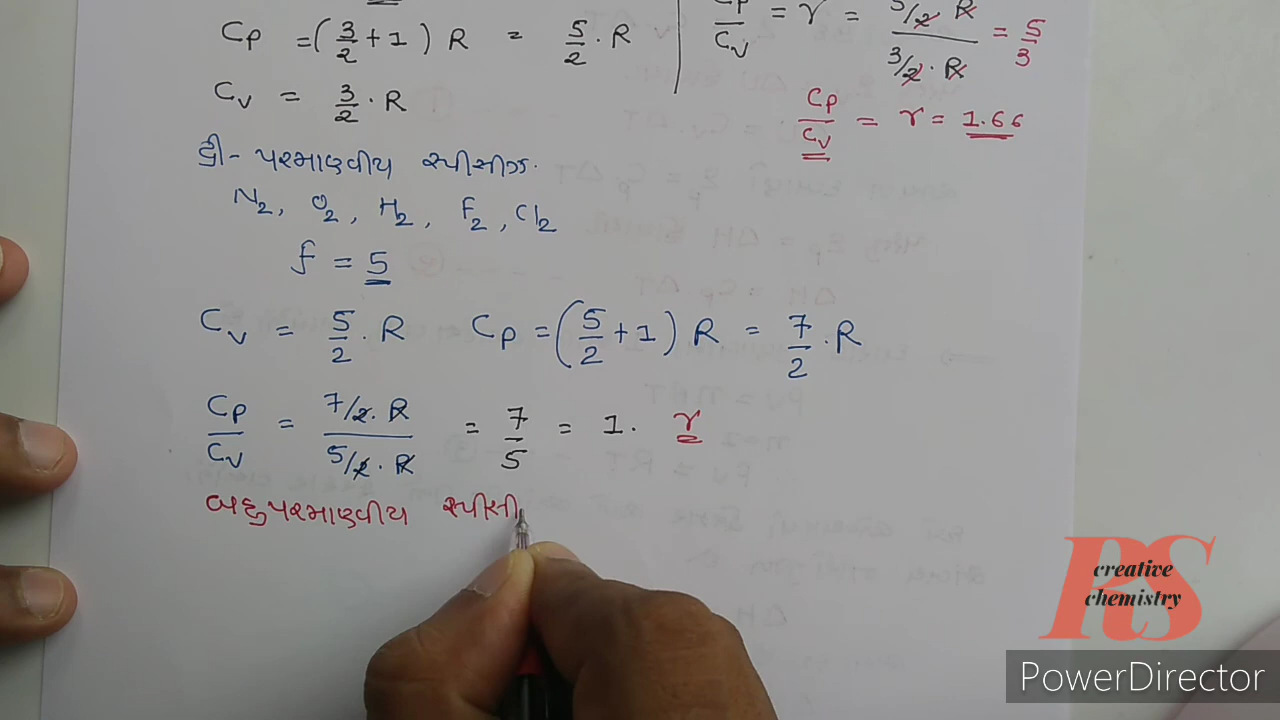 Cp = (3/2 + 1) R = 5/2 . R
Cv = 3/2 . R
Cp/Cv = γ = 5/2 R / 3/2 . R = 5/3
Cp/Cv = γ = 1.66
દ્વી - પરમાણ્વીય સ્પીસીઝ.
N2, O2, H2, F2, Cl2
f = 5
Cv = 5/2 . R Cp = (5/2 + 1) R = 7/2 . R
Cp/Cv = 7/2 . R / 5/2 . R = 7/5 = 1. γ
બહુપરમાણ્વીય સ્પીસી
RS
creative
chemistry
PowerDirector